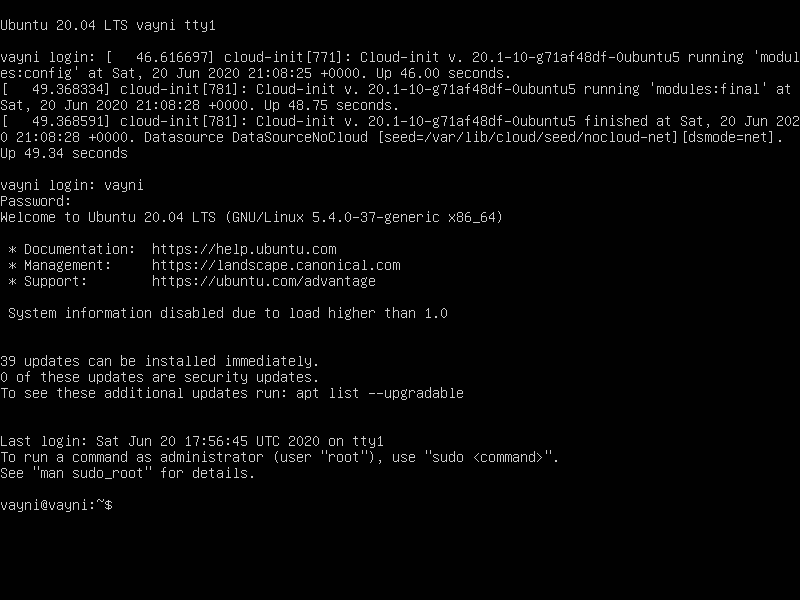 Ubuntu 20.04 LTS vayni tty1
vayni login: [   46.616697] cloud-init[771]: Cloud-init v. 20.1-10-g71af48df-0ubuntu5 running 'modul
es:config' at Sat, 20 Jun 2020 21:08:25 +0000. Up 46.00 seconds.
[   49.368334] cloud-init[781]: Cloud-init v. 20.1-10-g71af48df-0ubuntu5 running 'modules:final' at
Sat, 20 Jun 2020 21:08:28 +0000. Up 48.75 seconds.
[   49.368591] cloud-init[781]: Cloud-init v. 20.1-10-g71af48df-0ubuntu5 finished at Sat, 20 Jun 202
0 21:08:28 +0000. Datasource DataSourceNoCloud [seed=/var/lib/cloud/seed/nocloud-net][dsmode=net].
Up 49.34 seconds
vayni login: vayni
Password:
Welcome to Ubuntu 20.04 LTS (GNU/Linux 5.4.0-37-generic x86_64)
 * Documentation:  https://help.ubuntu.com
 * Management:     https://landscape.canonical.com
 * Support:        https://ubuntu.com/advantage
 System information disabled due to load higher than 1.0
39 updates can be installed immediately.
0 of these updates are security updates.
To see these additional updates run: apt list --upgradable
Last login: Sat Jun 20 17:56:45 UTC 2020 on tty1
To run a command as administrator (user "root"), use "sudo <command>".
See "man sudo_root" for details.
vayni@vayni:~$